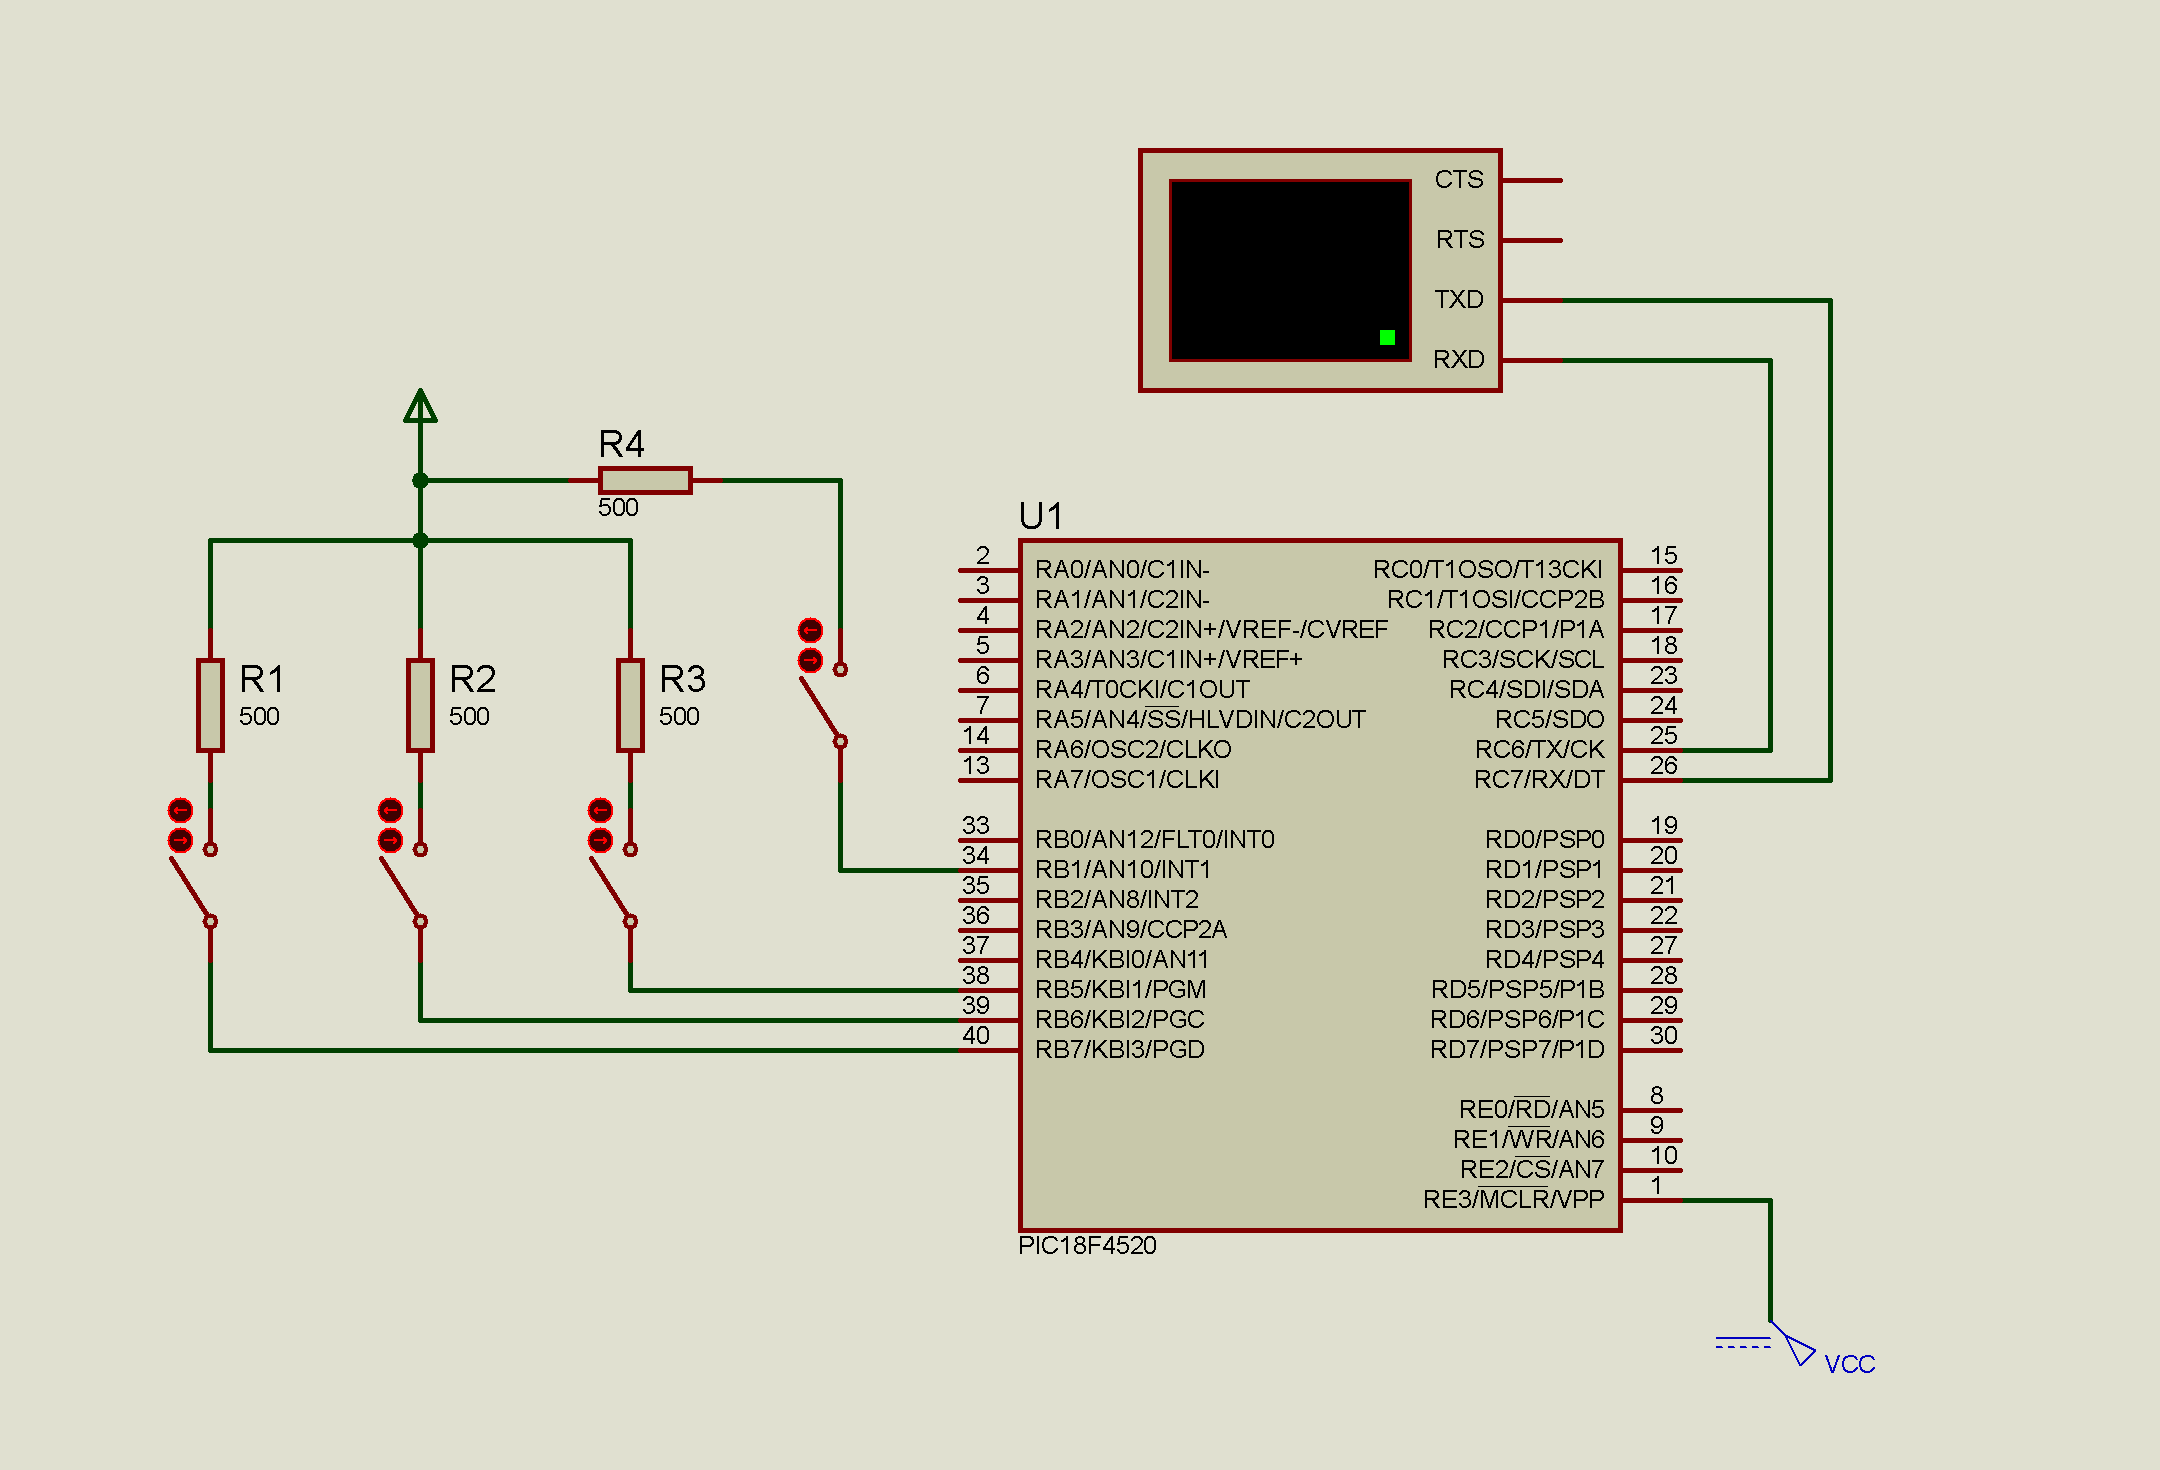 CTS
RTS
TXD
RXD
R4
500
R1
500
R2
500
R3
500
U1
2
RA0/AN0/C1IN-
3
RA1/AN1/C2IN-
4
RA2/AN2/C2IN+/VREF-/CVREF
5
RA3/AN3/C1IN+/VREF+
6
RA4/T0CKI/C1OUT
7
RA5/AN4/SS/HLVDIN/C2OUT
14
RA6/OSC2/CLKO
13
RA7/OSC1/CLKI
33
RB0/AN12/FLT0/INT0
34
RB1/AN10/INT1
35
RB2/AN8/INT2
36
RB3/AN9/CCP2A
37
RB4/KBI0/AN11
38
RB5/KBI1/PGM
39
RB6/KBI2/PGC
40
RB7/KBI3/PGD
15
RC0/T1OSO/T13CKI
16
RC1/T1OSI/CCP2B
17
RC2/CCP1/P1A
18
RC3/SCK/SCL
23
RC4/SDI/SDA
24
RC5/SDO
25
RC6/TX/CK
26
RC7/RX/DT
19
RD0/PSP0
20
RD1/PSP1
21
RD2/PSP2
22
RD3/PSP3
27
RD4/PSP4
28
RD5/PSP5/P1B
29
RD6/PSP6/P1C
30
RD7/PSP7/P1D
8
RE0/RD/AN5
9
RE1/WR/AN6
10
RE2/CS/AN7
1
RE3/MCLR/VPP
PIC18F4520
VCC